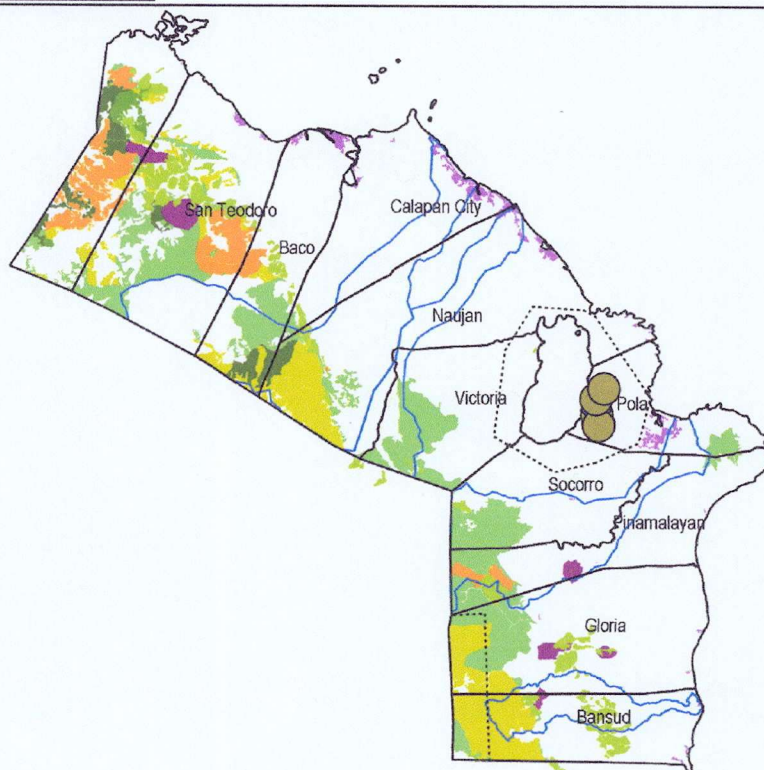 San Teodoro
Calapan City
Baco
Naujan
Victoria
Pola
Socorro
Pinamalayan
Gloria
Bansud